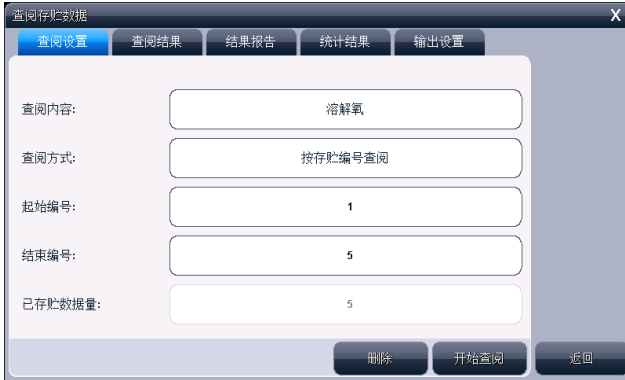 查阅存贮数据 X
查阅设置 查阅结果 结果报告 统计结果 输出设置
查阅内容: 溶解氧
查阅方式: 按存贮编号查阅
起始编号: 1
结束编号: 5
已存贮数据量: 5
删除 开始查阅 返回